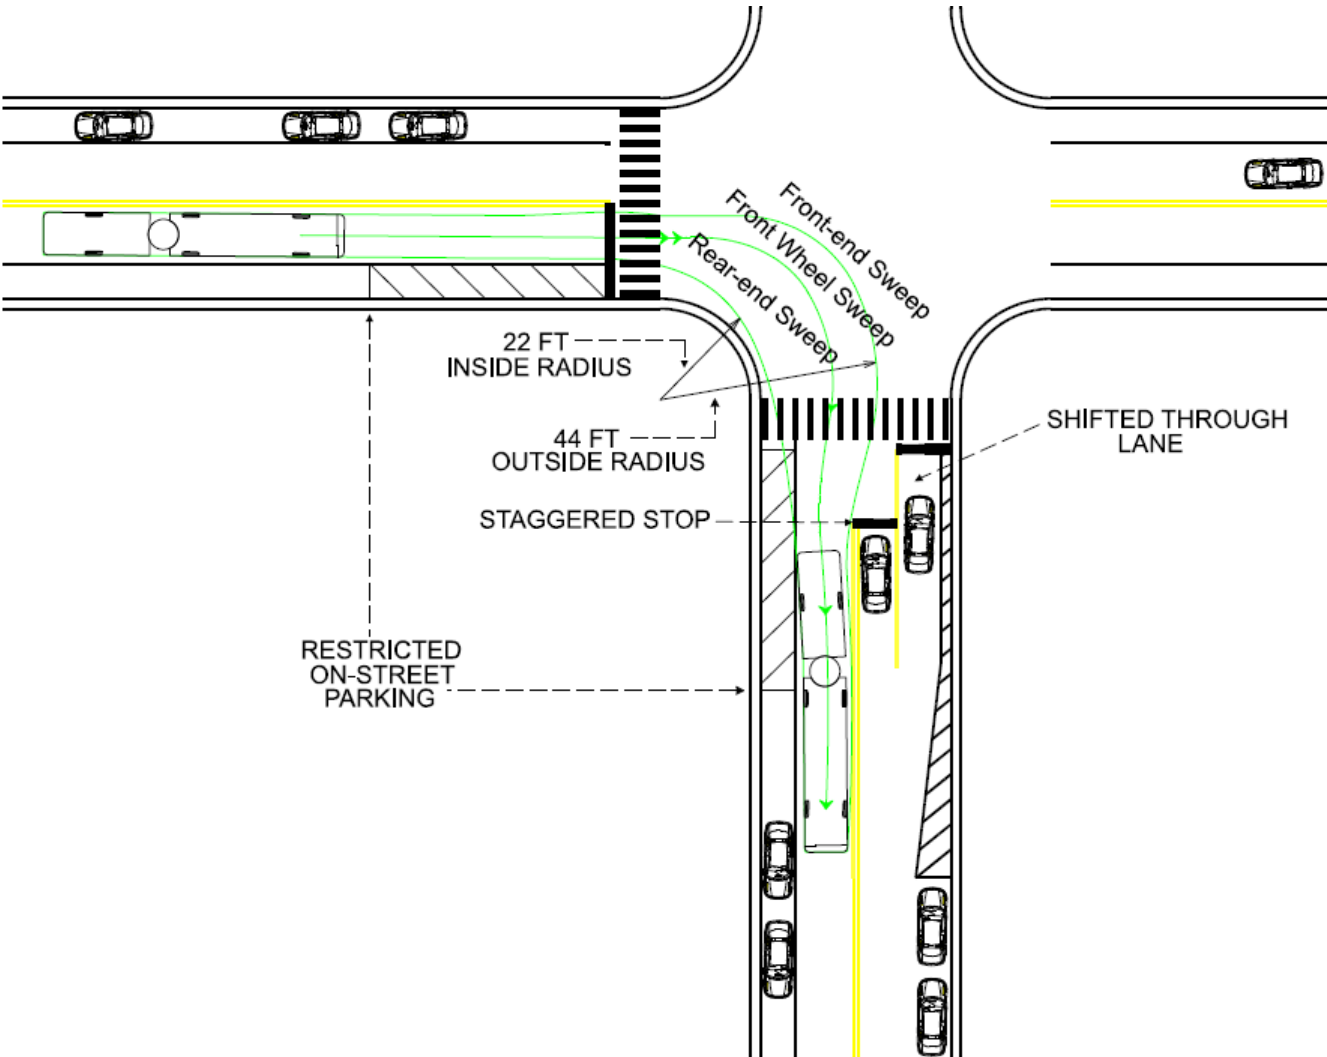 Front-end Sweep
Front Wheel Sweep
Rear-end Sweep
22 FT
INSIDE RADIUS
44 FT
OUTSIDE RADIUS
SHIFTED THROUGH
LANE
STAGGERED STOP
RESTRICTED
ON-STREET
PARKING